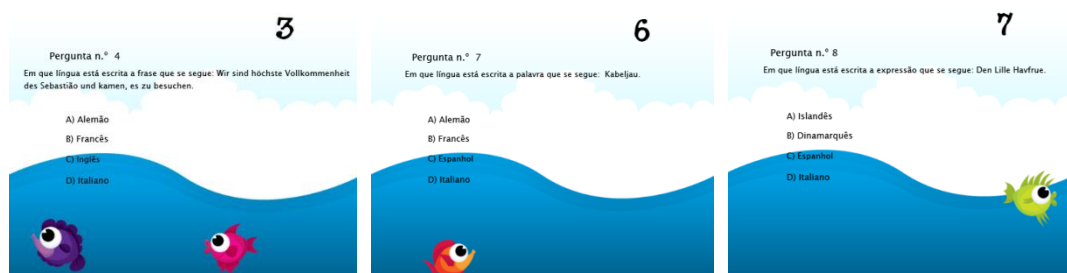 3
Pergunta n.º 4
Em que língua está escrita a frase que se segue: Wir sind höchste Vollkommenheit
des Sebastião und kamen, es zu besuchen.
A) Alemão
B) Francês
C) Inglês
D) Italiano
6
Pergunta n.º 7
Em que língua está escrita a palavra que se segue: Kabeljau.
A) Alemão
B) Francês
C) Espanhol
D) Italiano
7
Pergunta n.º 8
Em que língua está escrita a expressão que se segue: Den Lille Havfrue.
A) Islandês
B) Dinamarquês
C) Espanhol
D) Italiano